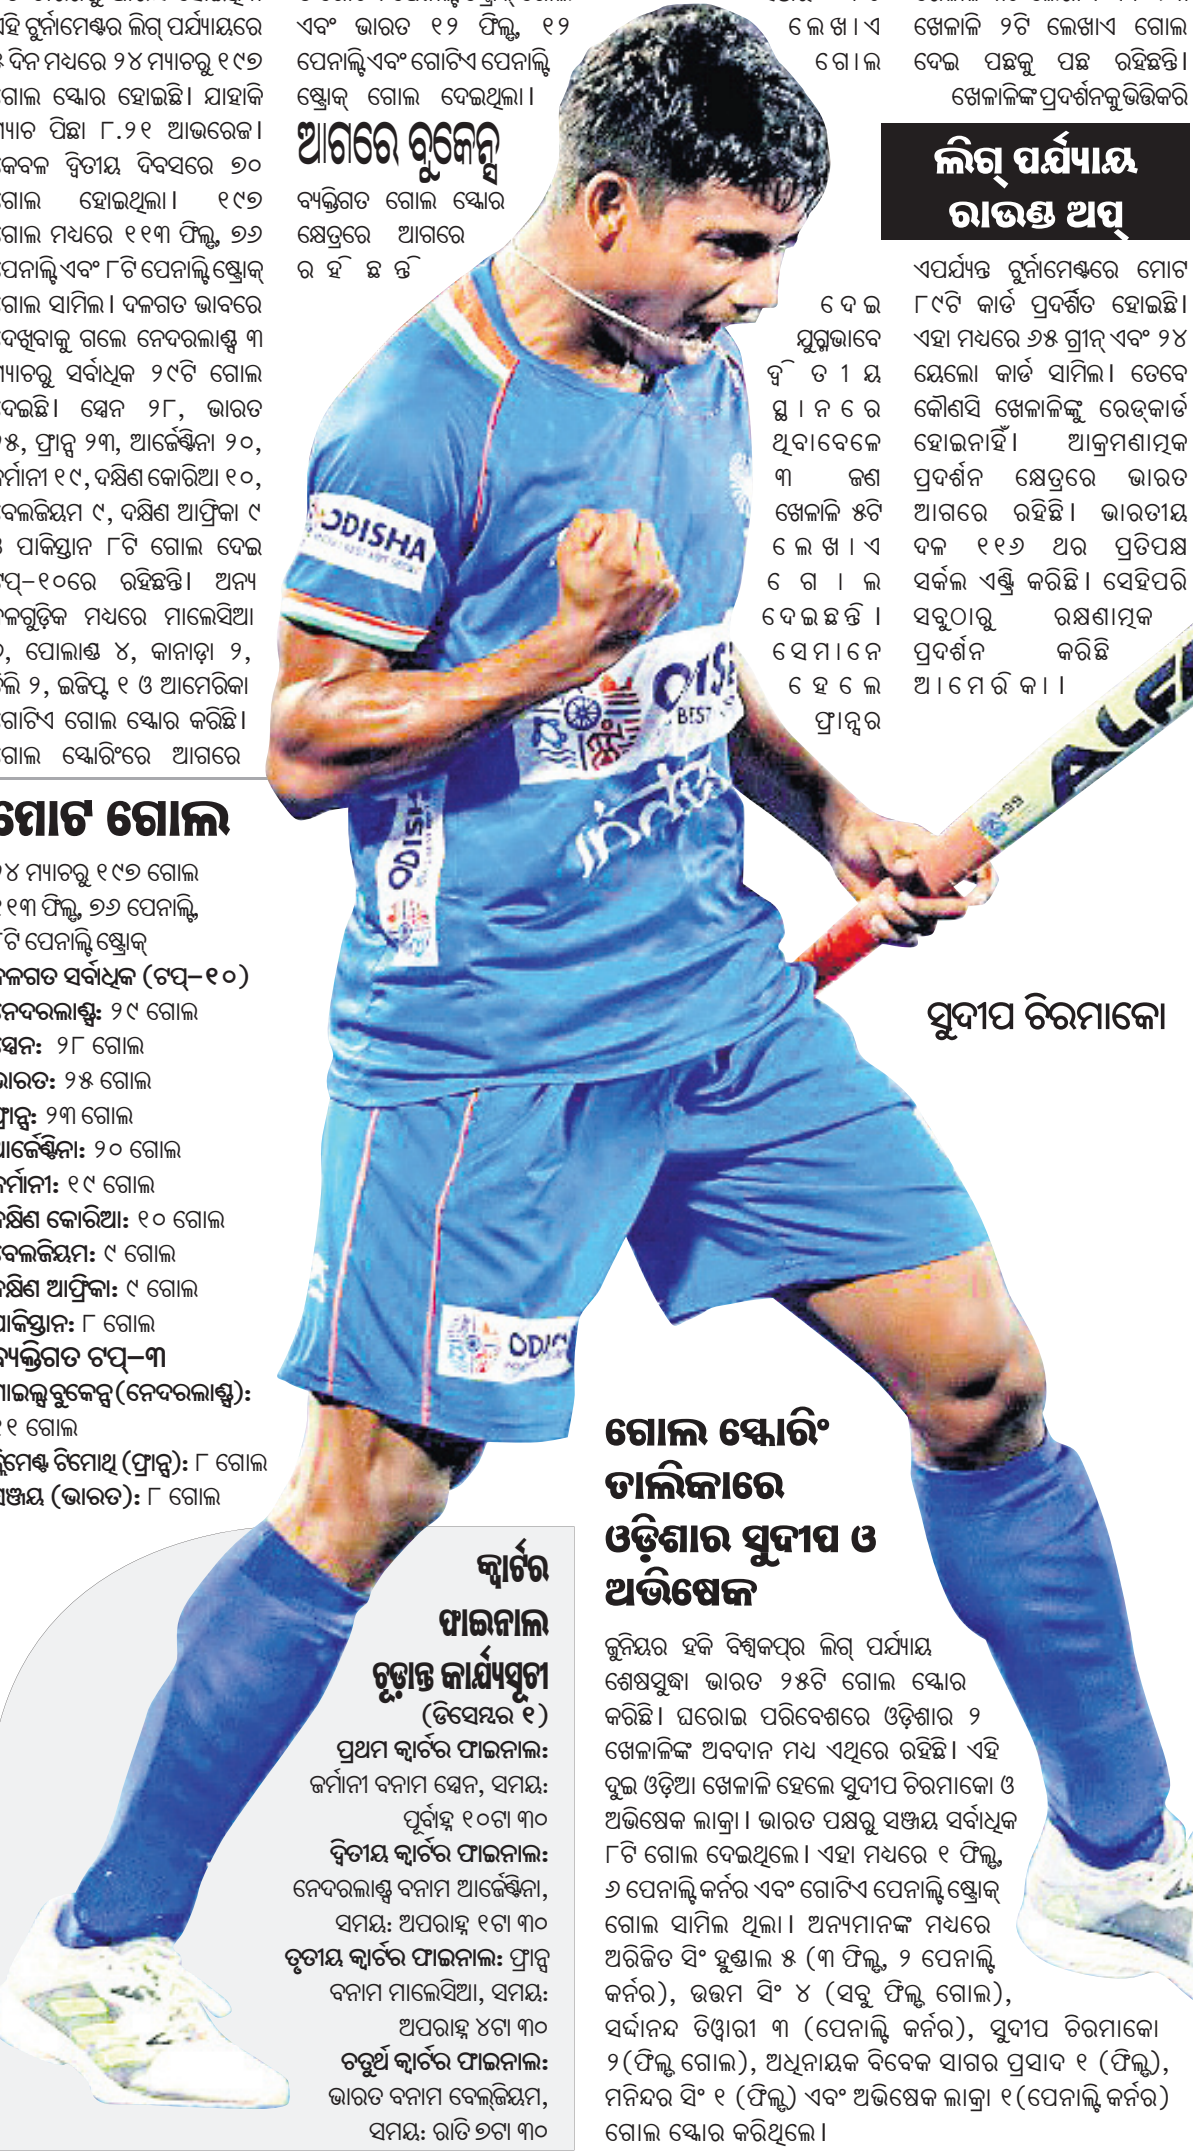 ଟୁର୍ନାମେଣ୍ଟର ଲିଗ୍ ପର୍ଯ୍ୟାୟରେ
ଦିନ ମଧ୍ୟରେ ୨୪ ମ୍ୟାଚରୁ ୧୯୭
ଗୋଲ ସ୍କୋର ହୋଇଛି। ଯାହାକି
ମ୍ୟାଚ ପିଛା ୮.୨୧ ଆଭରେଜ।
କେବଳ ଦ୍ୱିତୀୟ ଦିବସରେ ୭୦
ଗୋଲ ହୋଇଥିଲା। ୧୯୭
ଗୋଲ ମଧ୍ୟରେ ୧୧୩ ଫିଲ୍ଡ, ୭୬
ପେନାଲ୍ଟି ଏବଂ ୮ଟି ପେନାଲ୍ଟି ଷ୍ଟ୍ରୋକ୍
ଗୋଲ ସାମିଲ। ଦଳଗତ ଭାବରେ
ଦେଖିବାକୁ ଗଲେ ନେଦରଲାଣ୍ଡ୍ସ ୩
ମ୍ୟାଚରୁ ସର୍ବାଧିକ ୨୯ଟି ଗୋଲ
ଦେଇଛି। ସ୍ପେନ ୨୮, ଭାରତ
୨୫, ଫ୍ରାନ୍ସ ୨୩, ଆର୍ଜେଣ୍ଟିନା ୨୦,
ଜର୍ମାନୀ ୧୯, ଦକ୍ଷିଣ କୋରିଆ ୧୦,
ବେଲଜିୟମ ୯, ଦକ୍ଷିଣ ଆଫ୍ରିକା ୯
ଓ ପାକିସ୍ତାନ ୮ଟି ଗୋଲ ଦେଇ
ଟପ୍-୧୦ରେ ରହିଛନ୍ତି। ଅନ୍ୟ
ଦଳଗୁଡ଼ିକ ମଧ୍ୟରେ ମାଲେସିଆ
ପୋଲାଣ୍ଡ ୪, କାନାଡ଼ା ୨,
ଚିଲି ୨, ଇଜିପ୍ଟ ୧ ଓ ଆମେରିକା
ଗୋଟିଏ ଗୋଲ ସ୍କୋର କରିଛି।
ଗୋଲ ସ୍କୋରିଂରେ ଆଗରେ
ଏବଂ ଭାରତ ୧୨ ଫିଲ୍ଡ, ୧୨
ପେନାଲ୍ଟି ଏବଂ ଗୋଟିଏ ପେନାଲ୍ଟି
ଷ୍ଟ୍ରୋକ୍ ଗୋଲ ଦେଇଥିଲା।
ଆଗରେ ବୁକେନ୍ସ
ବ୍ୟକ୍ତିଗତ ଗୋଲ ସ୍କୋର
କ୍ଷେତ୍ରରେ ଆଗରେ
ରହିଛନ୍ତି
ଲେଖାଏ
ଗୋଲ
ଦେଇ
ଯୁଗ୍ମଭାବେ
ଦ୍ୱିତୀୟ
ସ୍ଥାନରେ
ଥିବାବେଳେ
୩ ଜଣ
ଖେଳାଳି ୫ଟି
ଲେଖାଏ
ଗୋଲ
ଦେଇଛନ୍ତି।
ସେମାନେ
ହେଲେ
ଫ୍ରାନ୍ସର
ଖେଳାଳି ୨ଟି ଲେଖାଏ ଗୋଲ
ଦେଇ ପଛକୁ ପଛ ରହିଛନ୍ତି।
ଖେଳାଳିଙ୍କ ପ୍ରଦର୍ଶନକୁ ଭିତ୍ତିକରି
ଲିଗ୍ ପର୍ଯ୍ୟାୟ
ରାଉଣ୍ଡ ଅପ୍
ଏପର୍ଯ୍ୟନ୍ତ ଟୁର୍ନାମେଣ୍ଟରେ ମୋଟ
୮୯ଟି କାର୍ଡ ପ୍ରଦର୍ଶିତ ହୋଇଛି।
ଏହା ମଧ୍ୟରେ ୬୫ ଗ୍ରୀନ୍ ଏବଂ ୨୪
ୟେଲୋ କାର୍ଡ ସାମିଲ। ତେବେ
କୌଣସି ଖେଳାଳିଙ୍କୁ ରେଡ୍‌କାର୍ଡ
ହୋଇନାହିଁ। ଆକ୍ରମଣାତ୍ମକ
ପ୍ରଦର୍ଶନ କ୍ଷେତ୍ରରେ ଭାରତ
ଆଗରେ ରହିଛି। ଭାରତୀୟ
ଦଳ ୧୧୬ ଥର ପ୍ରତିପକ୍ଷ
ସର୍କଲ ଏଣ୍ଟ୍ରି କରିଛି। ସେହିପରି
ସବୁଠାରୁ ରକ୍ଷଣାତ୍ମକ
ପ୍ରଦର୍ଶନ କରିଛି
ଆମେରିକା।
ODISHA
BEST
India
ODISH
ODI
ସୁଦୀପ ଚିରମାକୋ
ମୋଟ ଗୋଲ
୨୪ ମ୍ୟାଚରୁ ୧୯୭ ଗୋଲ
୧୧୩ ଫିଲ୍ଡ, ୭୬ ପେନାଲ୍ଟି,
୮ଟି ପେନାଲ୍ଟି ଷ୍ଟ୍ରୋକ୍
ଦଳଗତ ସର୍ବାଧିକ (ଟପ୍-୧୦)
ନେଦରଲାଣ୍ଡ୍ସ: ୨୯ ଗୋଲ
ସ୍ପେନ: ୨୮ ଗୋଲ
ଭାରତ: ୨୫ ଗୋଲ
ଫ୍ରାନ୍ସ: ୨୩ ଗୋଲ
ଆର୍ଜେଣ୍ଟିନା: ୨୦ ଗୋଲ
ଜର୍ମାନୀ: ୧୯ ଗୋଲ
ଦକ୍ଷିଣ କୋରିଆ: ୧୦ ଗୋଲ
ବେଲଜିୟମ: ୯ ଗୋଲ
ଦକ୍ଷିଣ ଆଫ୍ରିକା: ୯ ଗୋଲ
ପାକିସ୍ତାନ: ୮ ଗୋଲ
ବ୍ୟକ୍ତିଗତ ଟପ୍-୩
ମାଇଲ୍ସ ବୁକେନ୍ସ (ନେଦରଲାଣ୍ଡ୍ସ):
୧୧ ଗୋଲ
କ୍ଲିମେଣ୍ଟ ଟିମୋଥି (ଫ୍ରାନ୍ସ): ୮ ଗୋଲ
ସଞ୍ଜୟ (ଭାରତ): ୮ ଗୋଲ
କ୍ୱାର୍ଟର
ଫାଇନାଲ
ଚୂଡ଼ାନ୍ତ କାର୍ଯ୍ୟସୂଚୀ
(ଡିସେମ୍ବର ୧)
ପ୍ରଥମ କ୍ୱାର୍ଟର ଫାଇନାଲ:
ଜର୍ମାନୀ ବନାମ ସ୍ପେନ, ସମୟ:
ପୂର୍ବାହ୍ନ ୧୦ଟା ୩୦
ଦ୍ୱିତୀୟ କ୍ୱାର୍ଟର ଫାଇନାଲ:
ନେଦରଲାଣ୍ଡ୍ସ ବନାମ ଆର୍ଜେଣ୍ଟିନା,
ସମୟ: ଅପରାହ୍ନ ୧ଟା ୩୦
ତୃତୀୟ କ୍ୱାର୍ଟର ଫାଇନାଲ: ଫ୍ରାନ୍ସ
ବନାମ ମାଲେସିଆ, ସମୟ:
ଅପରାହ୍ନ ୪ଟା ୩୦
ଚତୁର୍ଥ କ୍ୱାର୍ଟର ଫାଇନାଲ:
ଭାରତ ବନାମ ବେଲ୍‌ଜିୟମ,
ସମୟ: ରାତି ୭ଟା ୩୦
ଗୋଲ ସ୍କୋରିଂ
ତାଲିକାରେ
ଓଡ଼ିଶାର ସୁଦୀପ ଓ
ଅଭିଷେକ
ଜୁନିୟର ହକି ବିଶ୍ୱକପ୍‌ର ଲିଗ୍ ପର୍ଯ୍ୟାୟ
ଶେଷସୁଦ୍ଧା ଭାରତ ୨୫ଟି ଗୋଲ ସ୍କୋର
କରିଛି। ଘରୋଇ ପରିବେଶରେ ଓଡ଼ିଶାର ୨
ଖେଳାଳିଙ୍କ ଅବଦାନ ମଧ୍ୟ ଏଥିରେ ରହିଛି। ଏହି
ଦୁଇ ଓଡ଼ିଆ ଖେଳାଳି ହେଲେ ସୁଦୀପ ଚିରମାକୋ ଓ
ଅଭିଷେକ ଲାକ୍ରା। ଭାରତ ପକ୍ଷରୁ ସଞ୍ଜୟ ସର୍ବାଧିକ
୮ଟି ଗୋଲ ଦେଇଥିଲେ। ଏହା ମଧ୍ୟରେ ୧ ଫିଲ୍ଡ,
୬ ପେନାଲ୍ଟି କର୍ନର ଏବଂ ଗୋଟିଏ ପେନାଲ୍ଟି ଷ୍ଟ୍ରୋକ୍
ଗୋଲ ସାମିଲ ଥିଲା। ଅନ୍ୟମାନଙ୍କ ମଧ୍ୟରେ
ଅରିଜିତ ସିଂ ହୁଣ୍ଡାଲ ୫ (୩ ଫିଲ୍ଡ, ୨ ପେନାଲ୍ଟି
କର୍ନର), ଉତ୍ତମ ସିଂ ୪ (ସବୁ ଫିଲ୍ଡ ଗୋଲ),
ସର୍ଦ୍ଦାନନ୍ଦ ତିୱାରୀ ୩ (ପେନାଲ୍ଟି କର୍ନର), ସୁଦୀପ ଚିରମାକୋ
୨(ଫିଲ୍ଡ ଗୋଲ), ଅଧିନାୟକ ବିବେକ ସାଗର ପ୍ରସାଦ ୧ (ଫିଲ୍ଡ),
ମନିନ୍ଦର ସିଂ ୧ (ଫିଲ୍ଡ) ଏବଂ ଅଭିଷେକ ଲାକ୍ରା ୧(ପେନାଲ୍ଟି କର୍ନର)
ଗୋଲ ସ୍କୋର କରିଥିଲେ।